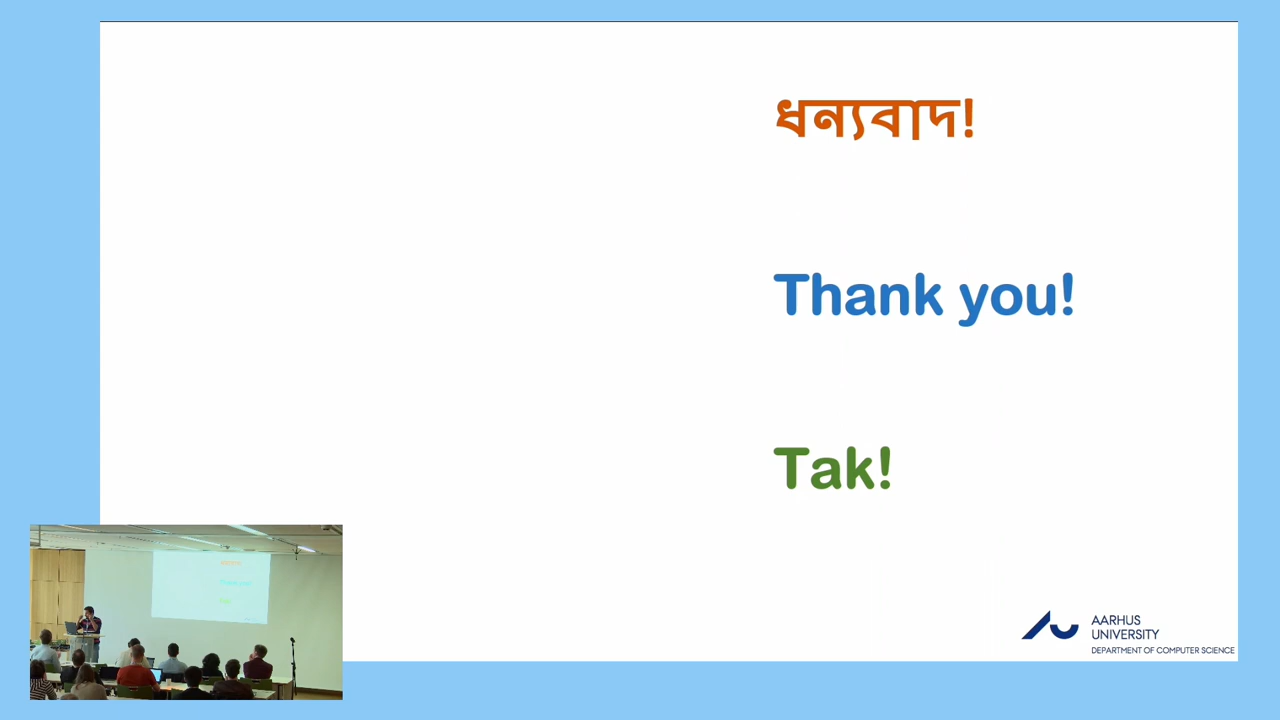 ধন্যবাদ!
Thank you!
Tak!
AARHUS
UNIVERSITY
DEPARTMENT OF COMPUTER SCIENCE